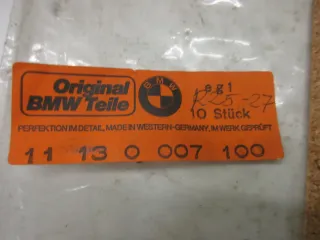 Original
BMW Teile
BMW
e g 1
R25-27
10 Stück
PERFEKTION IM DETAIL, MADE IN WESTERN-GERMANY, IM WERK GEPRÜFT
11 13 0 007 100